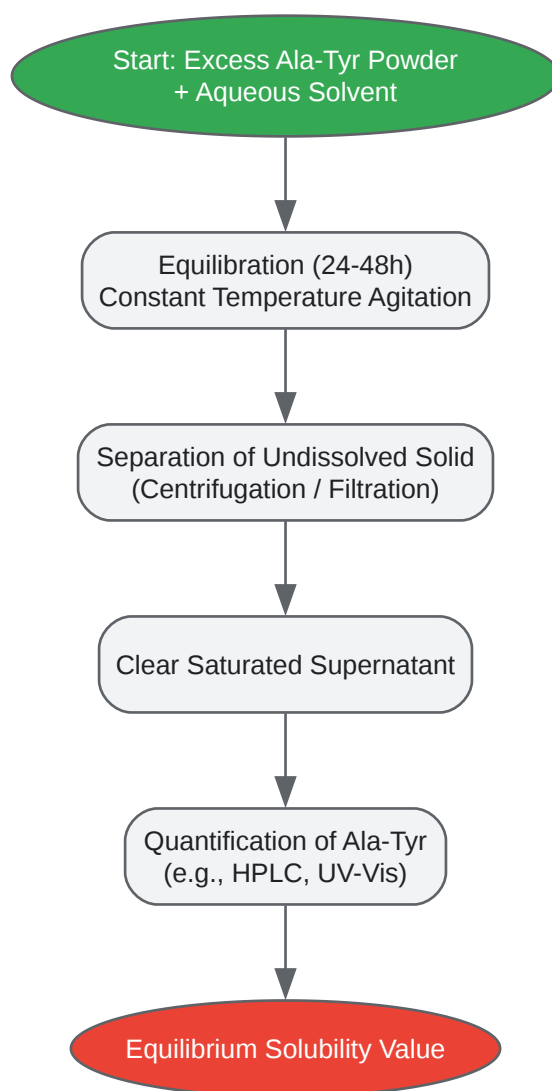 Start: Excess Ala-Tyr Powder
+ Aqueous Solvent
Equilibration (24-48h)
Constant Temperature Agitation
Separation of Undissolved Solid
(Centrifugation / Filtration)
Clear Saturated Supernatant
Quantification of Ala-Tyr
(e.g., HPLC, UV-Vis)
Equilibrium Solubility Value